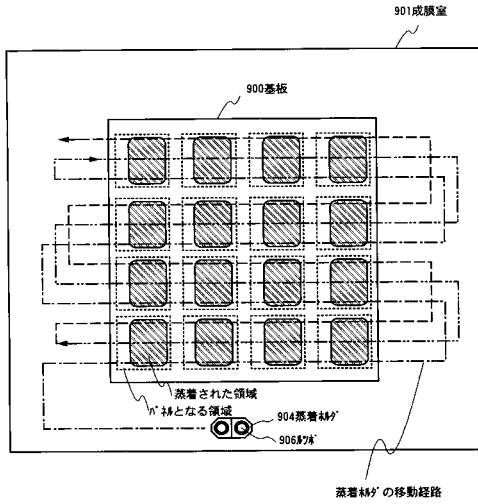 901成膜室
900基板
蒸着された領域
パネルとなる領域
904蒸着ホルダ
906ルツボ
蒸着ホルダの移動経路